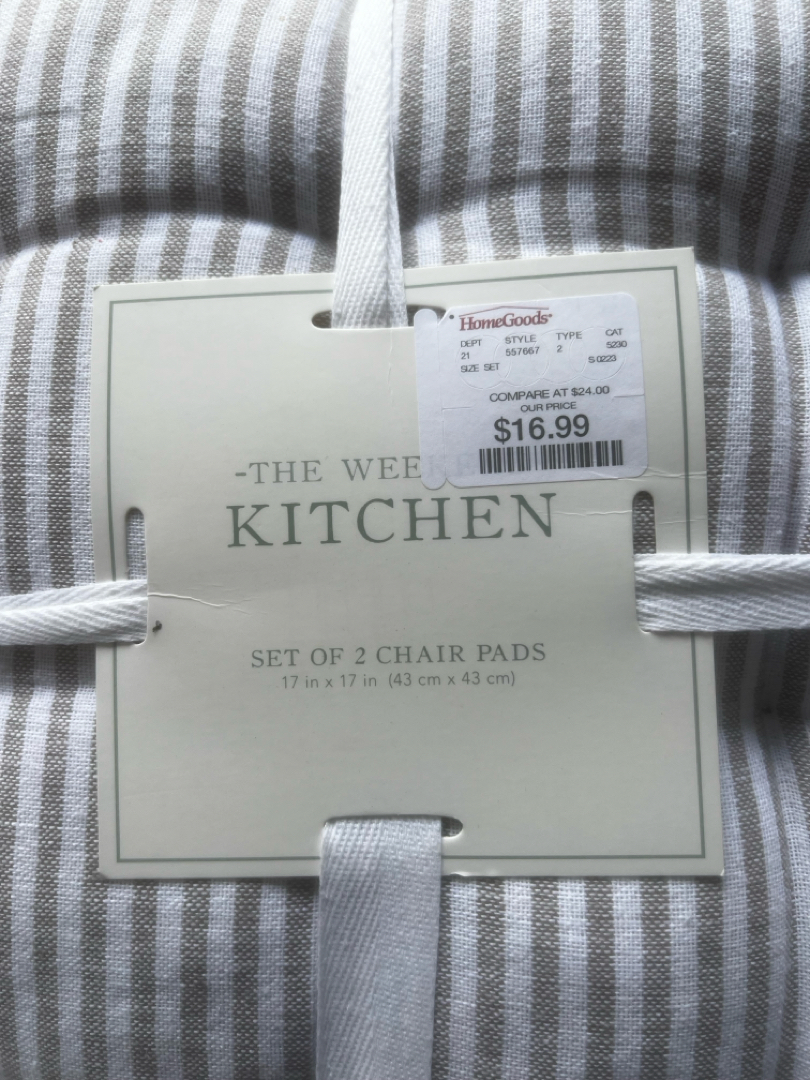 HomeGoods
DEPT STYLE TYPE CAT
21 557667 2 5230
SIZE SET S 0223
COMPARE AT $24.00
OUR PRICE
$16.99
-THE WEE
KITCHEN
SET OF 2 CHAIR PADS
17 in x 17 in (43 cm x 43 cm)